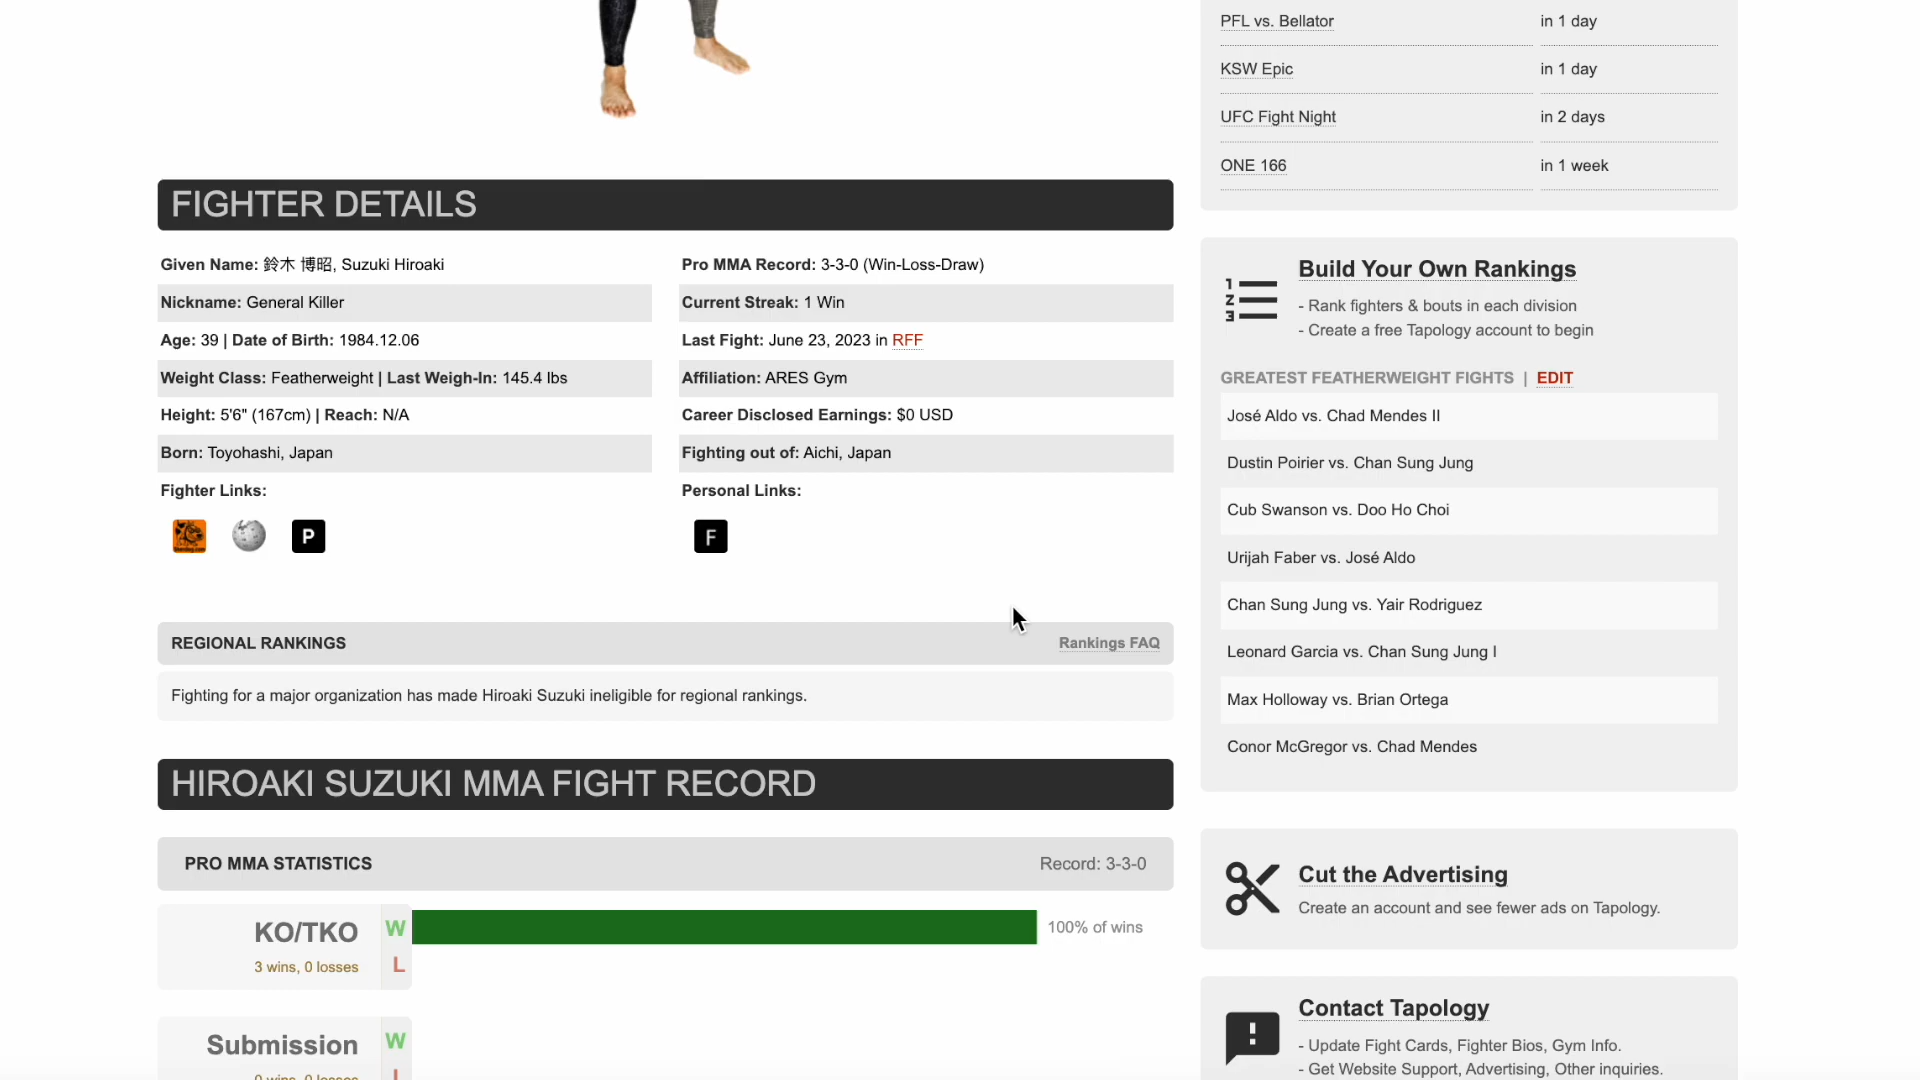 PFL vs. Bellator in 1 day
KSW Epic in 1 day
UFC Fight Night in 2 days
ONE 166 in 1 week
FIGHTER DETAILS
Given Name: 鈴木 博昭, Suzuki Hiroaki
Pro MMA Record: 3-3-0 (Win-Loss-Draw)
Nickname: General Killer
Current Streak: 1 Win
Age: 39 | Date of Birth: 1984.12.06
Last Fight: June 23, 2023 in RFF
Weight Class: Featherweight | Last Weigh-In: 145.4 lbs
Affiliation: ARES Gym
Height: 5'6" (167cm) | Reach: N/A
Career Disclosed Earnings: $0 USD
Born: Toyohashi, Japan
Fighting out of: Aichi, Japan
Fighter Links:
Personal Links:
P
F
REGIONAL RANKINGS
Rankings FAQ
Fighting for a major organization has made Hiroaki Suzuki ineligible for regional rankings.
HIROAKI SUZUKI MMA FIGHT RECORD
PRO MMA STATISTICS
Record: 3-3-0
KO/TKO
3 wins, 0 losses
W
L
100% of wins
Submission
0 wins, 0 losses
W
L
1
2
3
Build Your Own Rankings
- Rank fighters & bouts in each division
- Create a free Tapology account to begin
GREATEST FEATHERWEIGHT FIGHTS | EDIT
José Aldo vs. Chad Mendes II
Dustin Poirier vs. Chan Sung Jung
Cub Swanson vs. Doo Ho Choi
Urijah Faber vs. José Aldo
Chan Sung Jung vs. Yair Rodriguez
Leonard Garcia vs. Chan Sung Jung I
Max Holloway vs. Brian Ortega
Conor McGregor vs. Chad Mendes
Cut the Advertising
Create an account and see fewer ads on Tapology.
Contact Tapology
- Update Fight Cards, Fighter Bios, Gym Info.
- Get Website Support, Advertising, Other inquiries.